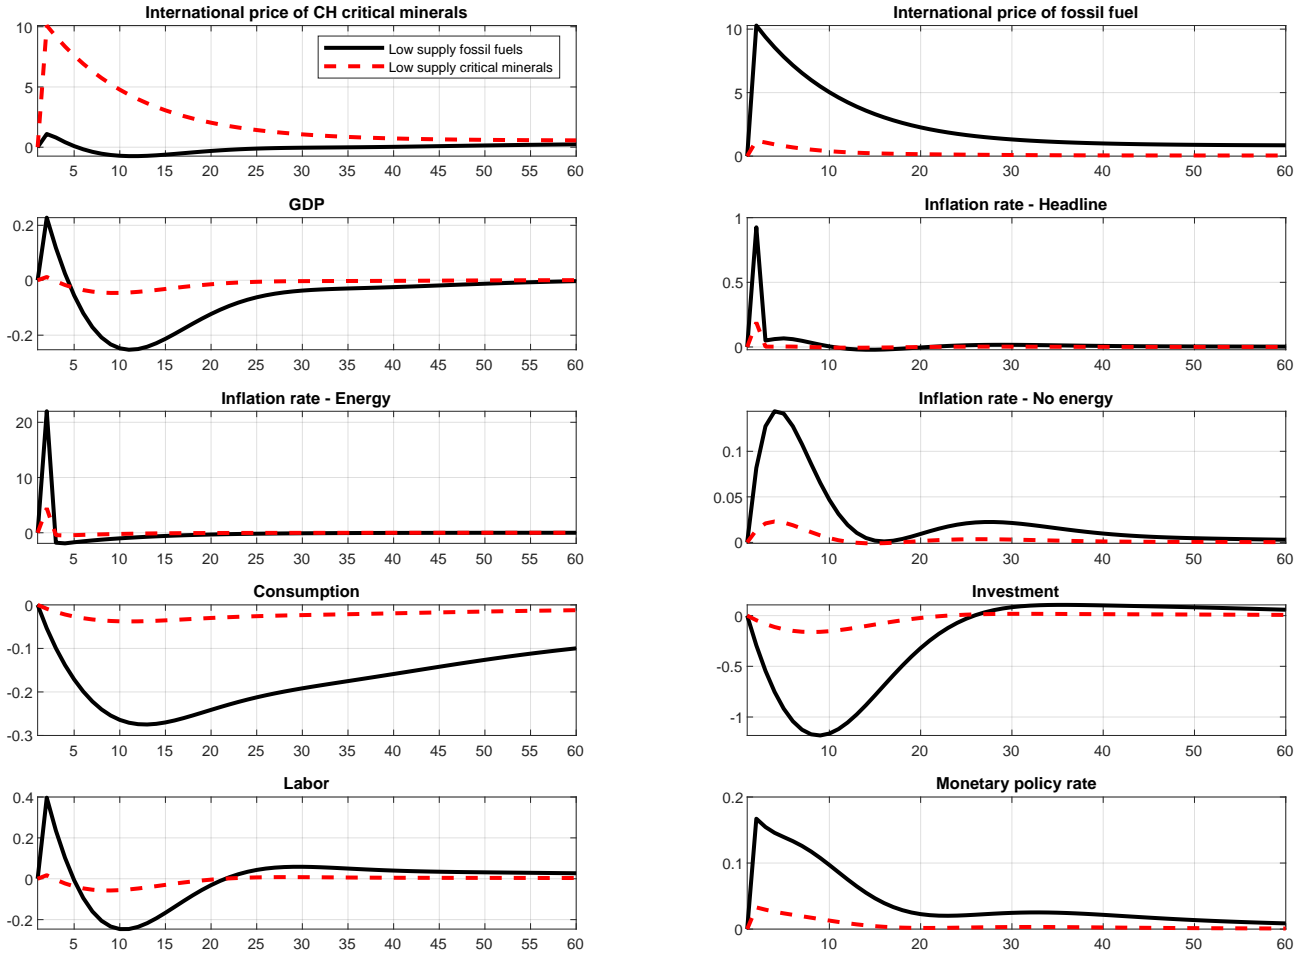 International price of CH critical minerals
10
5
0
Low supply fossil fuels
Low supply critical minerals
5 10 15 20 25 30 35 40 45 50 55 60
International price of fossil fuel
10
5
0
10 20 30 40 50 60
GDP
0.2
0
-0.2
5 10 15 20 25 30 35 40 45 50 55 60
Inflation rate - Headline
1
0.5
0
10 20 30 40 50 60
Inflation rate - Energy
20
10
0
5 10 15 20 25 30 35 40 45 50 55 60
Inflation rate - No energy
0.1
0.05
0
10 20 30 40 50 60
Consumption
0
-0.1
-0.2
-0.3
5 10 15 20 25 30 35 40 45 50 55 60
Investment
0
-0.5
-1
10 20 30 40 50 60
Labor
0.4
0.2
0
-0.2
5 10 15 20 25 30 35 40 45 50 55 60
Monetary policy rate
0.2
0.1
0
10 20 30 40 50 60